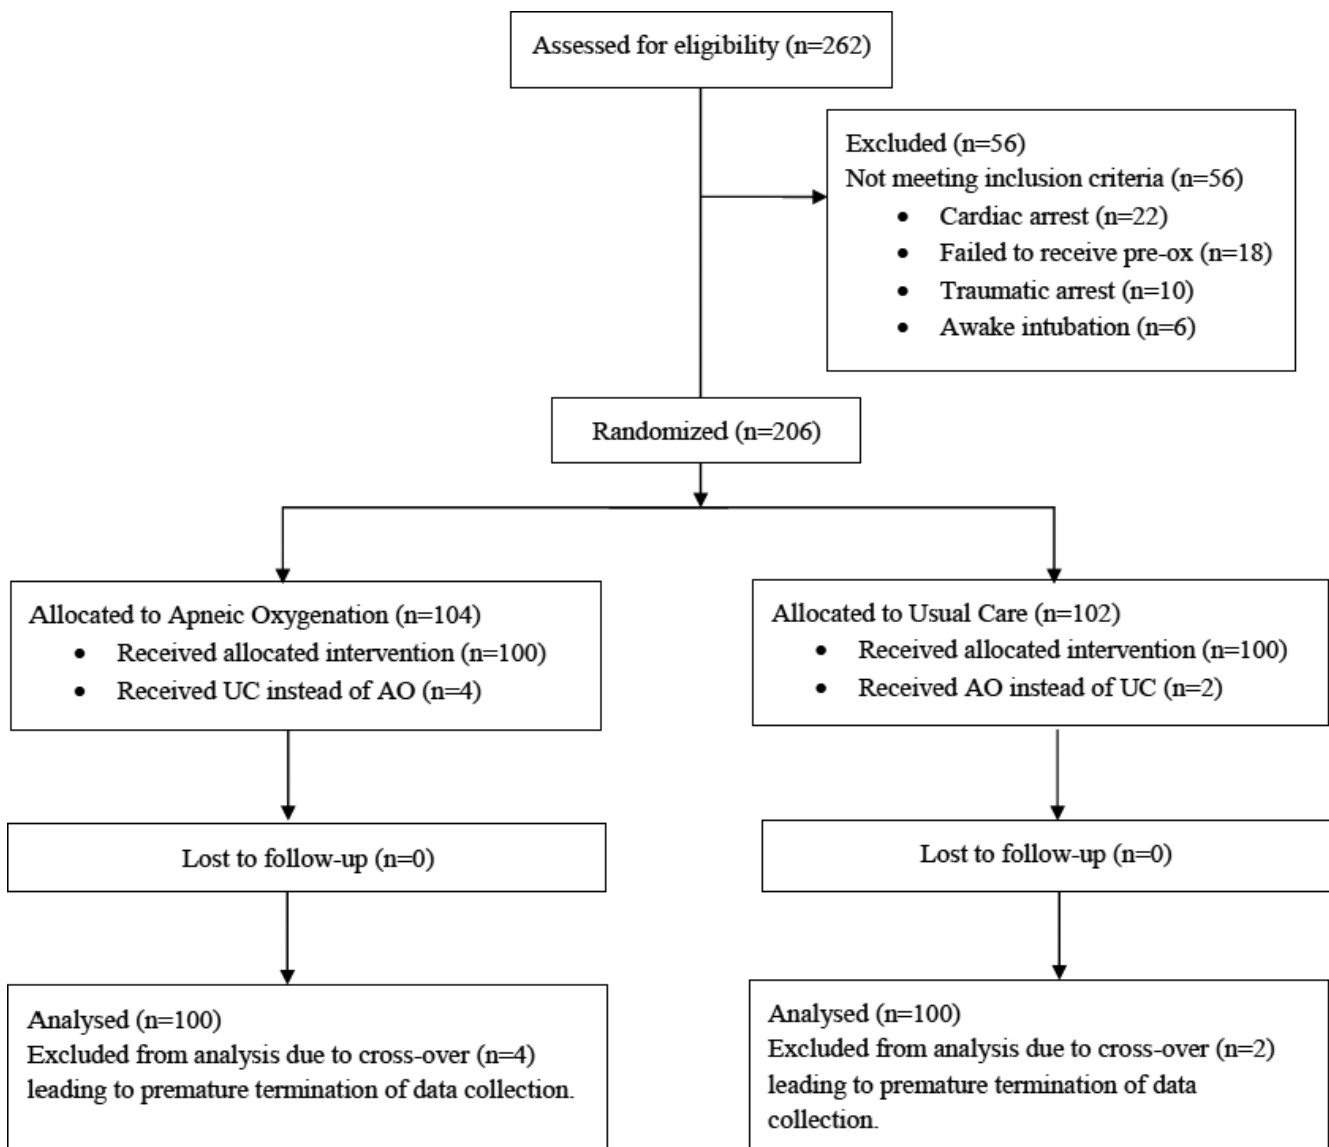 Assessed for eligibility (n=262)
Excluded (n=56)
Not meeting inclusion criteria (n=56)
• Cardiac arrest (n=22)
• Failed to receive pre-ox (n=18)
• Traumatic arrest (n=10)
• Awake intubation (n=6)
Randomized (n=206)
Allocated to Apneic Oxygenation (n=104)
• Received allocated intervention (n=100)
• Received UC instead of AO (n=4)
Allocated to Usual Care (n=102)
• Received allocated intervention (n=100)
• Received AO instead of UC (n=2)
Lost to follow-up (n=0)
Lost to follow-up (n=0)
Analysed (n=100)
Excluded from analysis due to cross-over (n=4)
leading to premature termination of data collection.
Analysed (n=100)
Excluded from analysis due to cross-over (n=2)
leading to premature termination of data
collection.